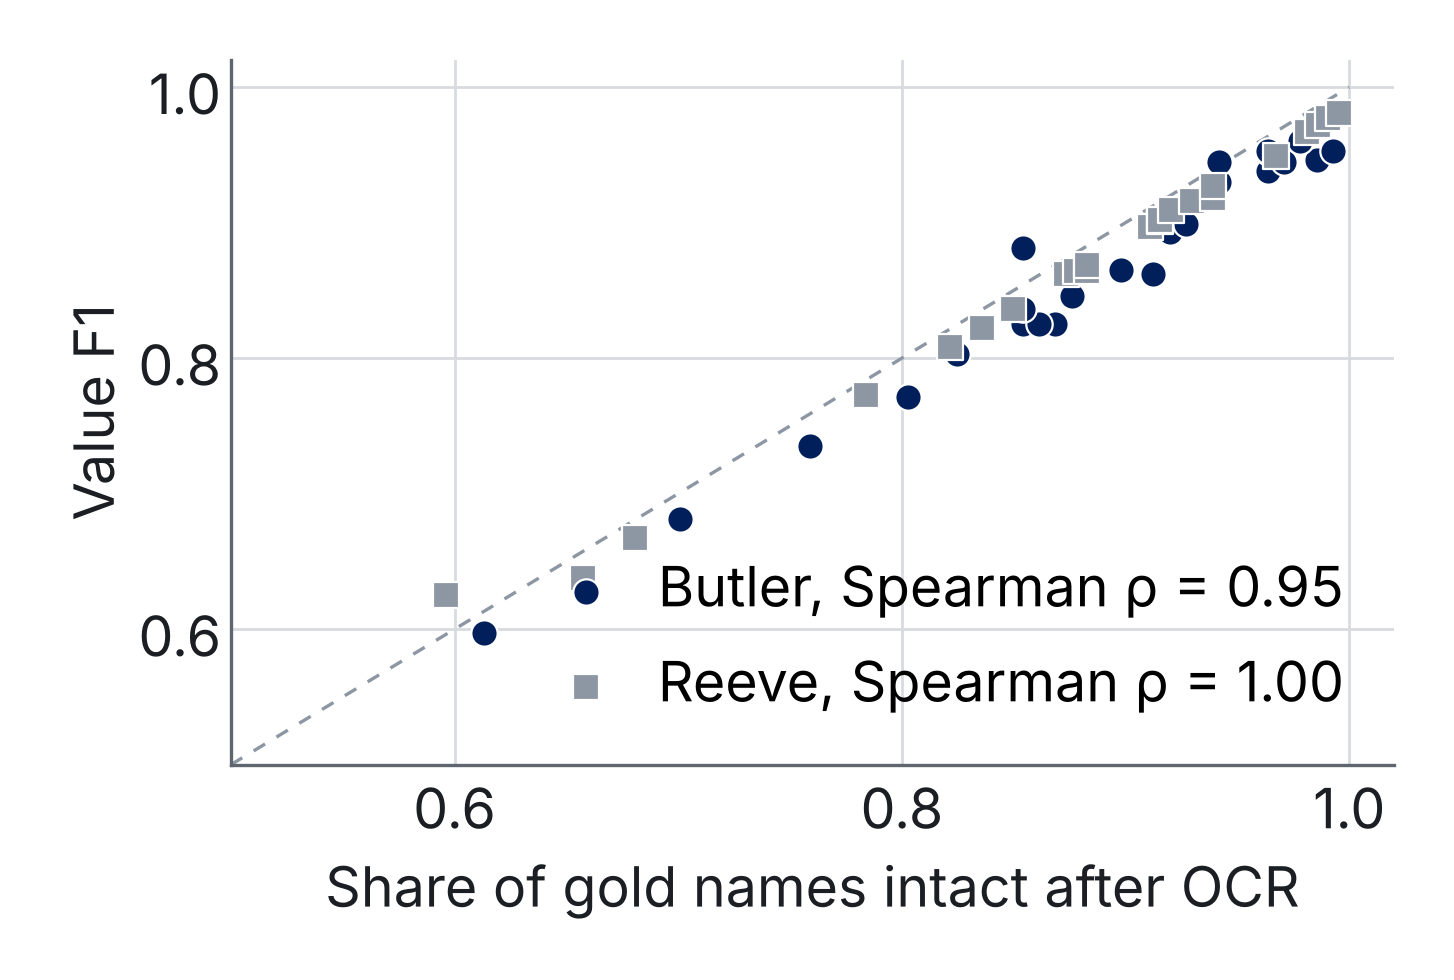 1.0
0.8
0.6
Value F1
Butler, Spearman ρ = 0.95
Reeve, Spearman ρ = 1.00
0.6
0.8
1.0
Share of gold names intact after OCR